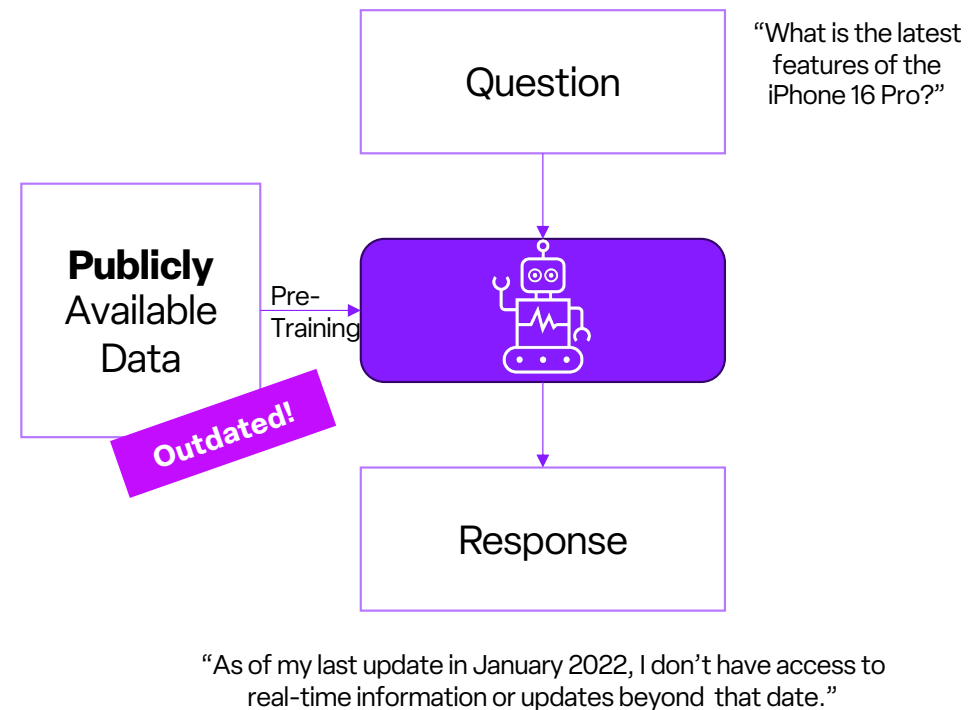 Question
“What is the latest
features of the
iPhone 16 Pro?”
Publicly
Available
Data
Pre-
Training
Outdated!
Response
“As of my last update in January 2022, I don’t have access to
real-time information or updates beyond  that date.”